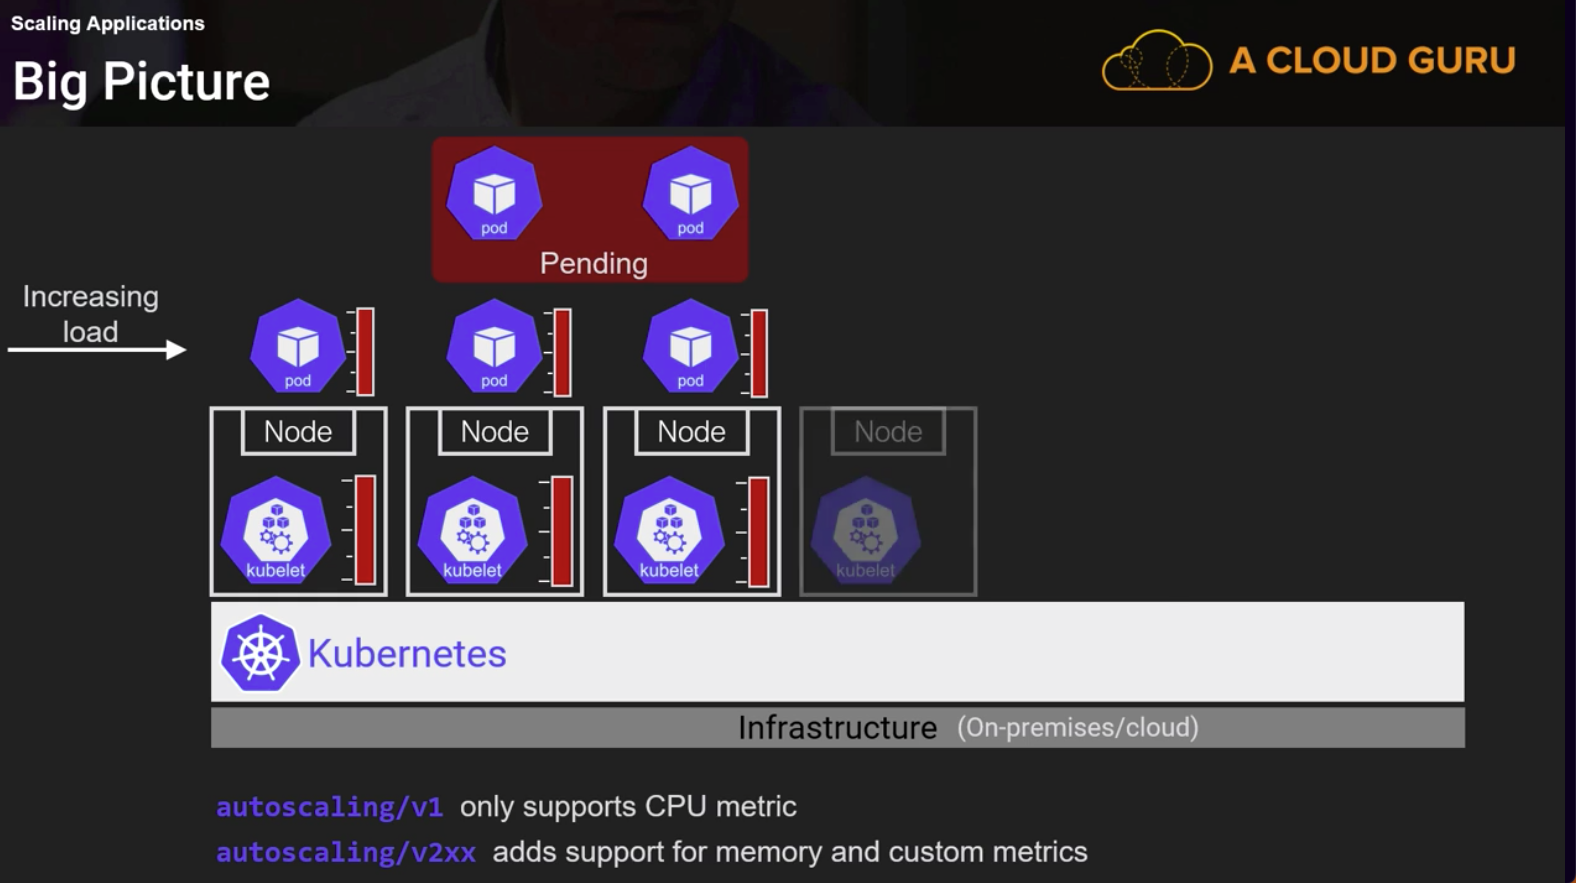 Scaling Applications
Big Picture
A CLOUD GURU
pod
pod
Pending
Increasing
load
pod
pod
pod
Node
Node
Node
Node
kubelet
kubelet
kubelet
kubelet
Kubernetes
Infrastructure (On-premises/cloud)
autoscaling/v1 only supports CPU metric
autoscaling/v2xx adds support for memory and custom metrics